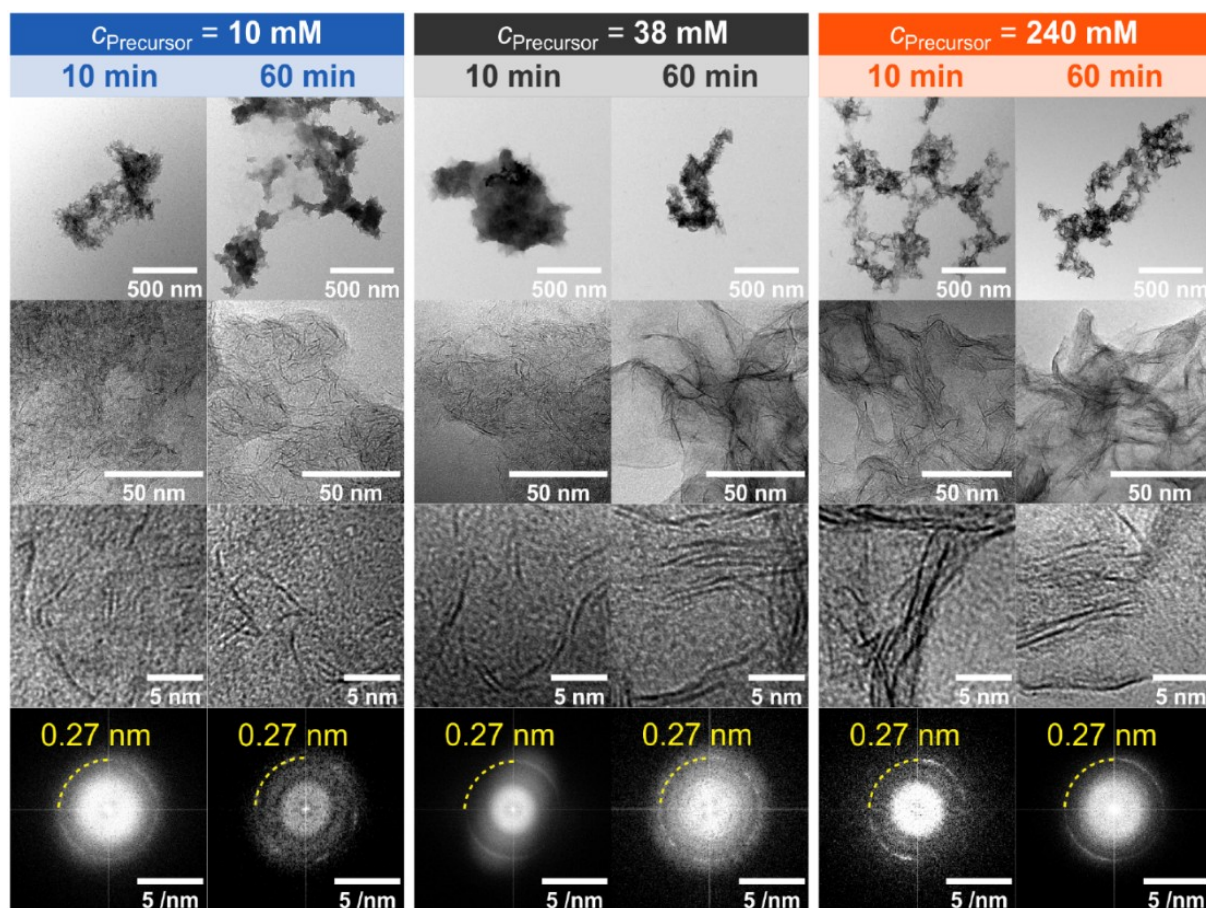 cPrecursor = 10 mM cPrecursor = 38 mM cPrecursor = 240 mM
10 min 60 min 10 min 60 min 10 min 60 min
500 nm 500 nm 500 nm 500 nm 500 nm 500 nm
50 nm 50 nm 50 nm 50 nm 50 nm 50 nm
5 nm 5 nm 5 nm 5 nm 5 nm 5 nm
0.27 nm 0.27 nm 0.27 nm 0.27 nm 0.27 nm 0.27 nm
5 /nm 5 /nm 5 /nm 5 /nm 5 /nm 5 /nm